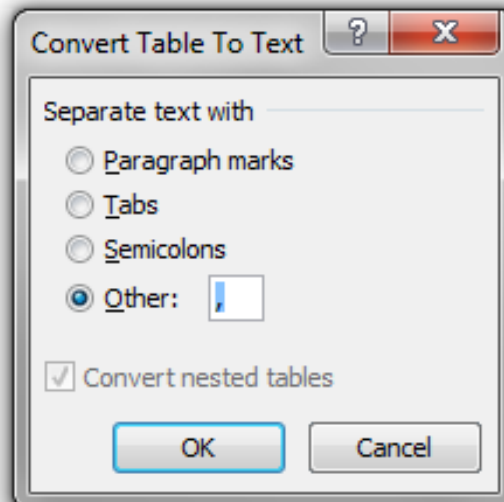 Convert Table To Text ? X
Separate text with
Paragraph marks
Tabs
Semicolons
Other: ,
Convert nested tables
OK Cancel